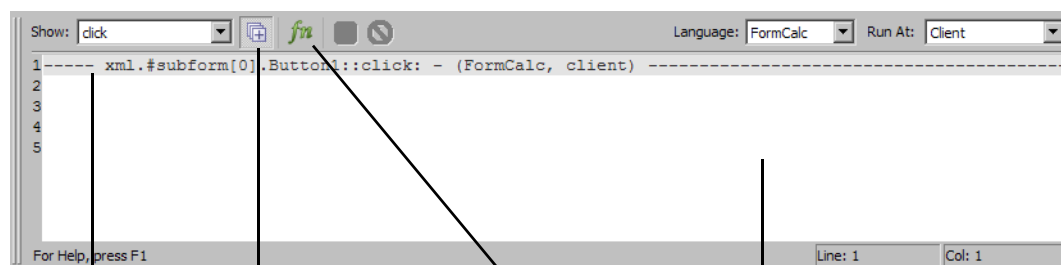 Show: click fn Language: FormCalc Run At: Client
1----- xml.#subform[0].Button1::click: - (FormCalc, client) ----------------------------------------
2
3
4
5
For Help, press F1 Line: 1 Col: 1